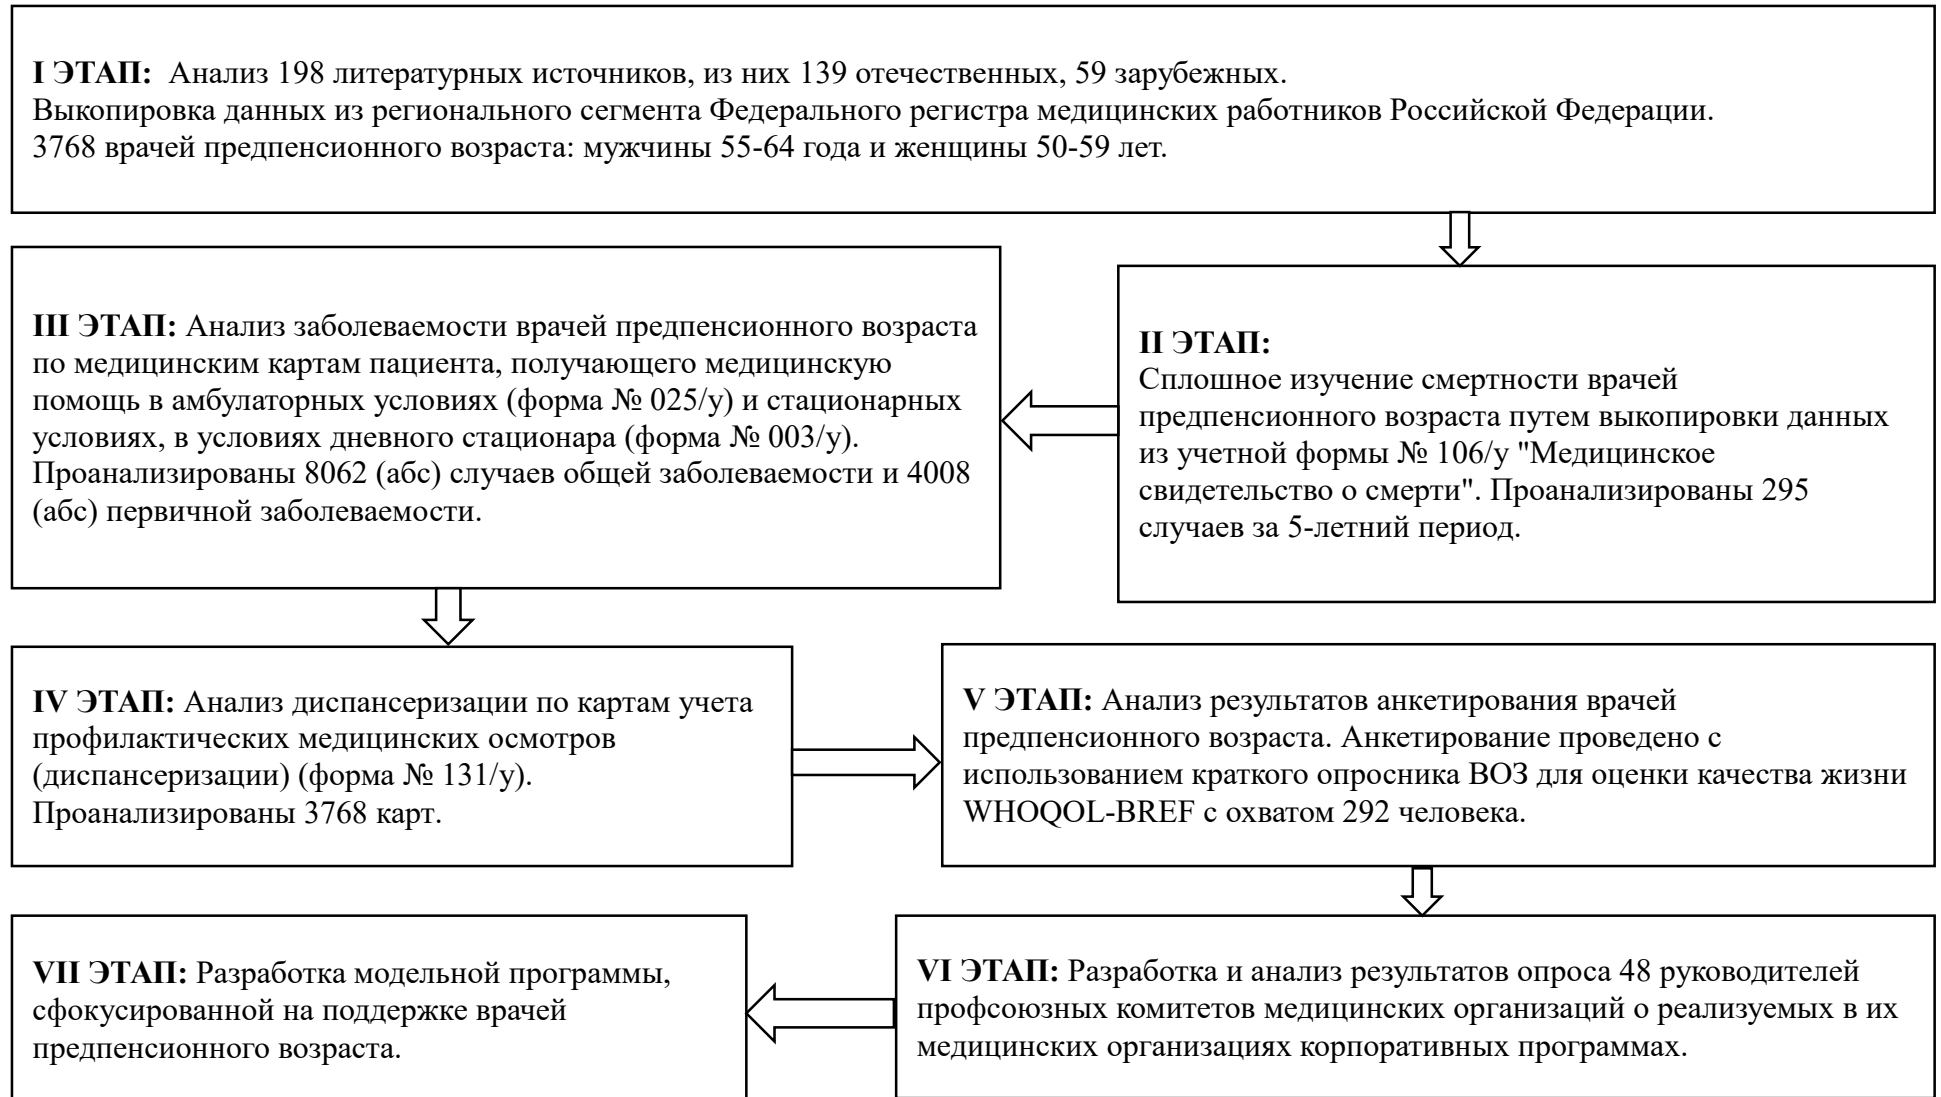 I ЭТАП: Анализ 198 литературных источников, из них 139 отечественных, 59 зарубежных.
Выкопировка данных из регионального сегмента Федерального регистра медицинских работников Российской Федерации.
3768 врачей предпенсионного возраста: мужчины 55-64 года и женщины 50-59 лет.
II ЭТАП:
Сплошное изучение смертности врачей
предпенсионного возраста путем выкопировки данных
из учетной формы № 106/у "Медицинское
свидетельство о смерти". Проанализированы 295
случаев за 5-летний период.
III ЭТАП: Анализ заболеваемости врачей предпенсионного возраста
по медицинским картам пациента, получающего медицинскую
помощь в амбулаторных условиях (форма № 025/у) и стационарных
условиях, в условиях дневного стационара (форма № 003/у).
Проанализированы 8062 (абс) случаев общей заболеваемости и 4008
(абс) первичной заболеваемости.
IV ЭТАП: Анализ диспансеризации по картам учета
профилактических медицинских осмотров
(диспансеризации) (форма № 131/у).
Проанализированы 3768 карт.
V ЭТАП: Анализ результатов анкетирования врачей
предпенсионного возраста. Анкетирование проведено с
использованием краткого опросника ВОЗ для оценки качества жизни
WHOQOL-BREF с охватом 292 человека.
VI ЭТАП: Разработка и анализ результатов опроса 48 руководителей
профсоюзных комитетов медицинских организаций о реализуемых в их
медицинских организациях корпоративных программах.
VII ЭТАП: Разработка модельной программы,
сфокусированной на поддержке врачей
предпенсионного возраста.